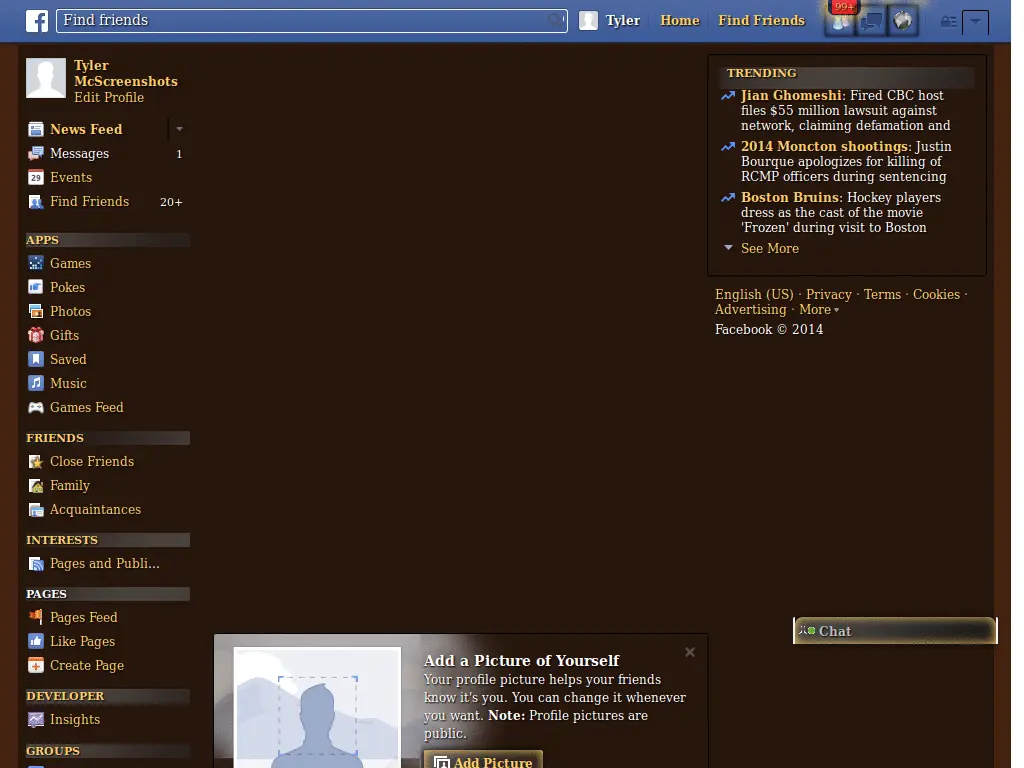 Find friends
Tyler
Home
Find Friends
99+
Tyler
McScreenshots
Edit Profile
News Feed
Messages 1
29 Events
Find Friends 20+
APPS
Games
Pokes
Photos
Gifts
Saved
Music
Games Feed
FRIENDS
Close Friends
Family
Acquaintances
INTERESTS
Pages and Publi...
PAGES
Pages Feed
Like Pages
Create Page
DEVELOPER
Insights
GROUPS
Add a Picture of Yourself
Your profile picture helps your friends
know it's you. You can change it whenever
you want. Note: Profile pictures are
public.
Add Picture
TRENDING
Jian Ghomeshi: Fired CBC host
files $55 million lawsuit against
network, claiming defamation and
2014 Moncton shootings: Justin
Bourque apologizes for killing of
RCMP officers during sentencing
Boston Bruins: Hockey players
dress as the cast of the movie
'Frozen' during visit to Boston
See More
English (US) · Privacy · Terms · Cookies ·
Advertising · More
Facebook © 2014
Chat